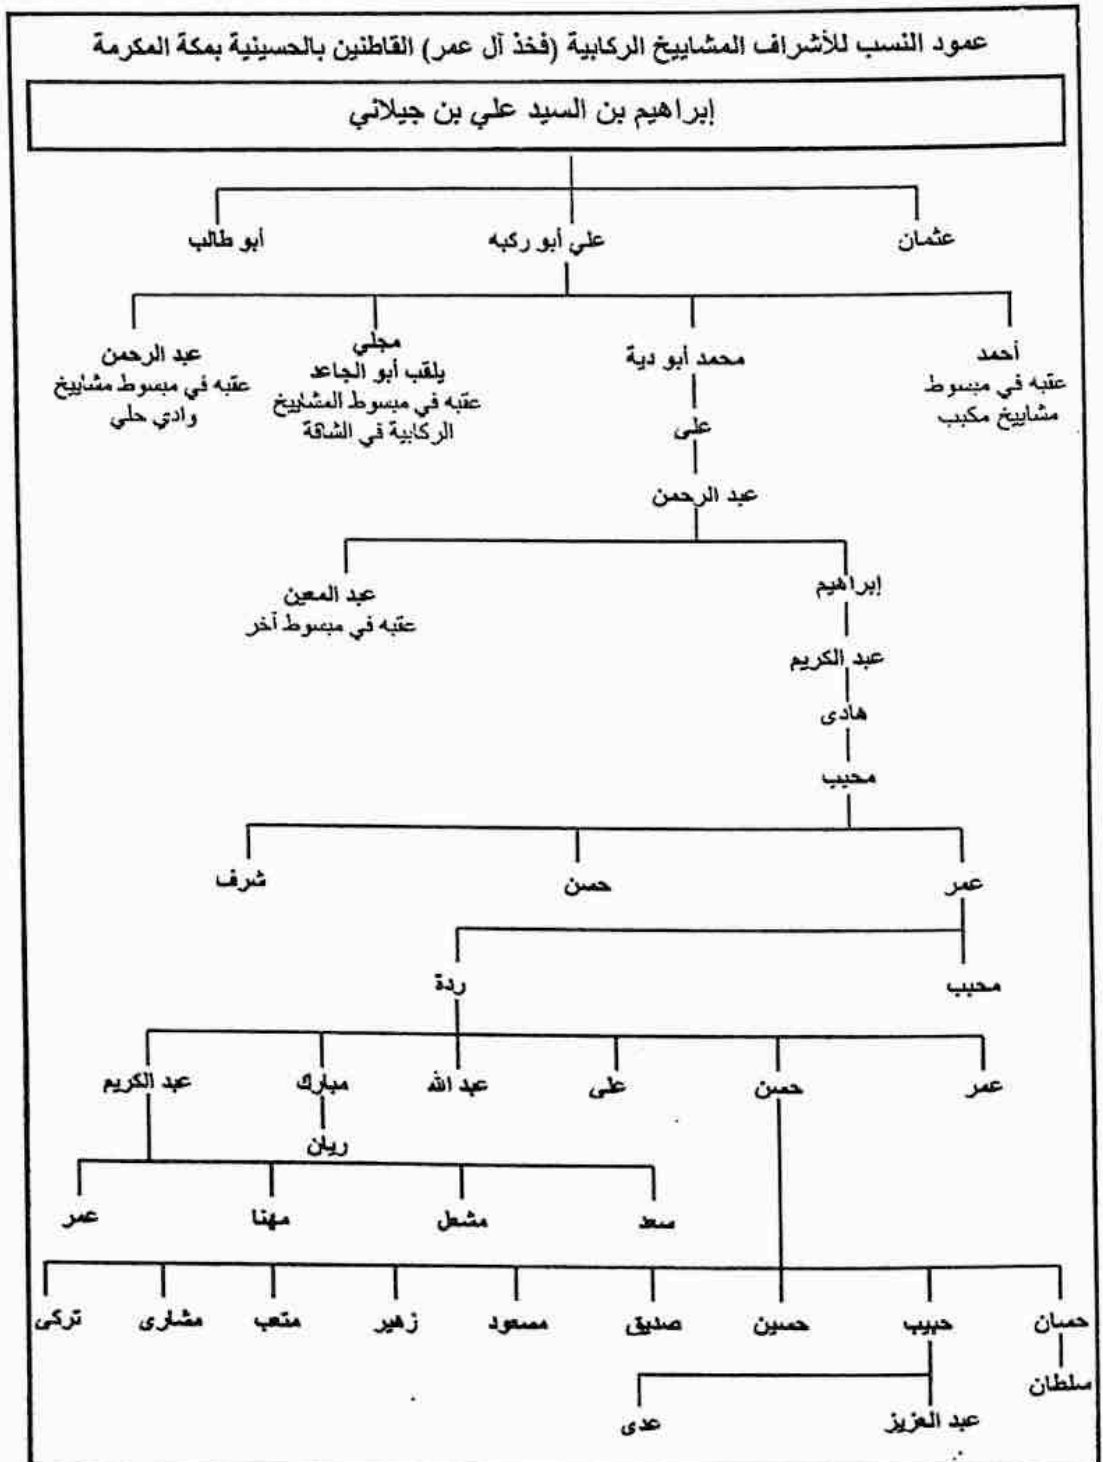 عمود النسب للأشراف المشاييخ الركابية (فخذ آل عمر) القاطنين بالحسينية بمكة المكرمة
إبراهيم بن السيد علي بن جيلاني
عثمان
علي أبو ركبه
أبو طالب
أحمد
عقبه في مبسوط
مشاييخ مكبب
محمد أبو دية
مجلي
يلقب أبو الجاعد
عقبه في مبسوط المشاييخ
الركابية في الشاقة
عبد الرحمن
عقبه في مبسوط مشاييخ
وادي حلي
على
عبد الرحمن
إبراهيم
عبد المعين
عقبه في مبسوط آخر
عبد الكريم
هادى
محيب
عمر
حسن
شرف
محبب
ردة
عمر
حسن
على
عبد الله
مبارك
عبد الكريم
ريان
سعد
مشعل
مهنا
عمر
حسان
حبيب
حسين
صديق
مسعود
زهير
متعب
مشارى
تركى
سلطان
عبد العزيز
عدى